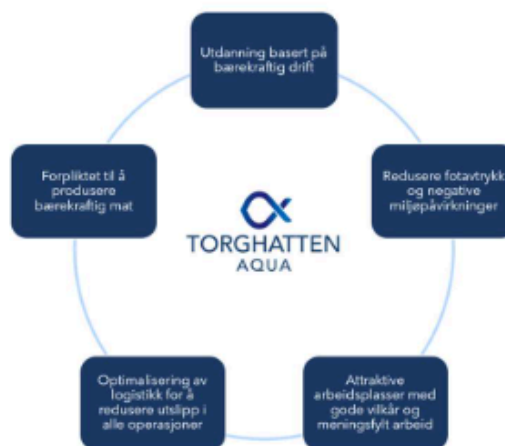 Utdanning basert på
bærekraftig drift
Forpliktet til å
produsere
bærekraftig mat
Redusere fotavtrykk
og negative
miljøpåvirkninger
TORGHATTEN
AQUA
Optimalisering av
logistikk for å
redusere utslipp i
alle operasjoner
Attraktive
arbeidsplasser med
gode vilkår og
meningsfylt arbeid